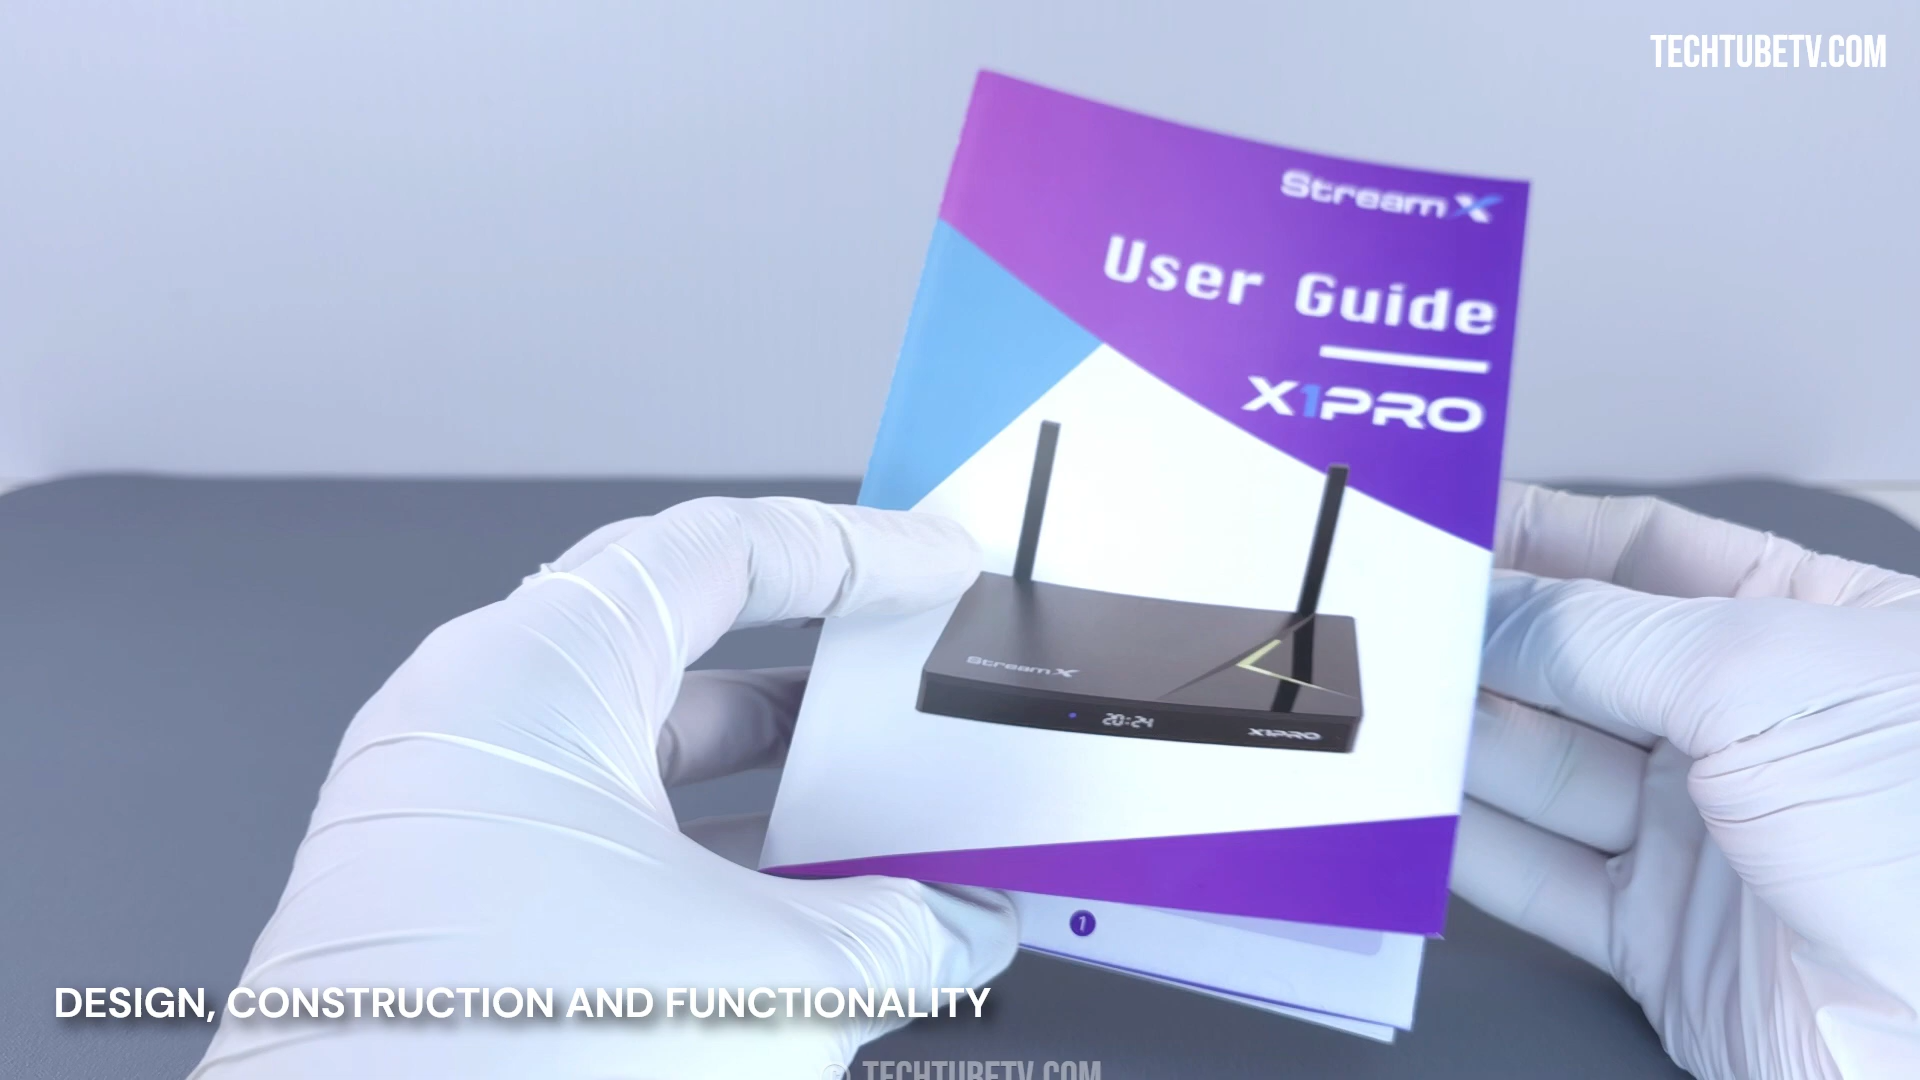 TECHTUBETV.COM
StreamX
User Guide
X1PRO
StreamX
20:24
X1PRO
1
DESIGN, CONSTRUCTION AND FUNCTIONALITY
© TECHTUBETV.COM